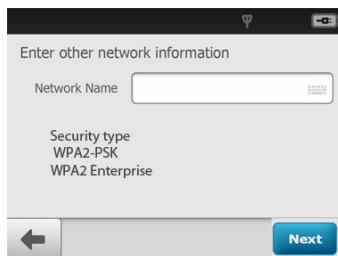 Enter other network information
Network Name
Security type
WPA2-PSK
WPA2 Enterprise
Next